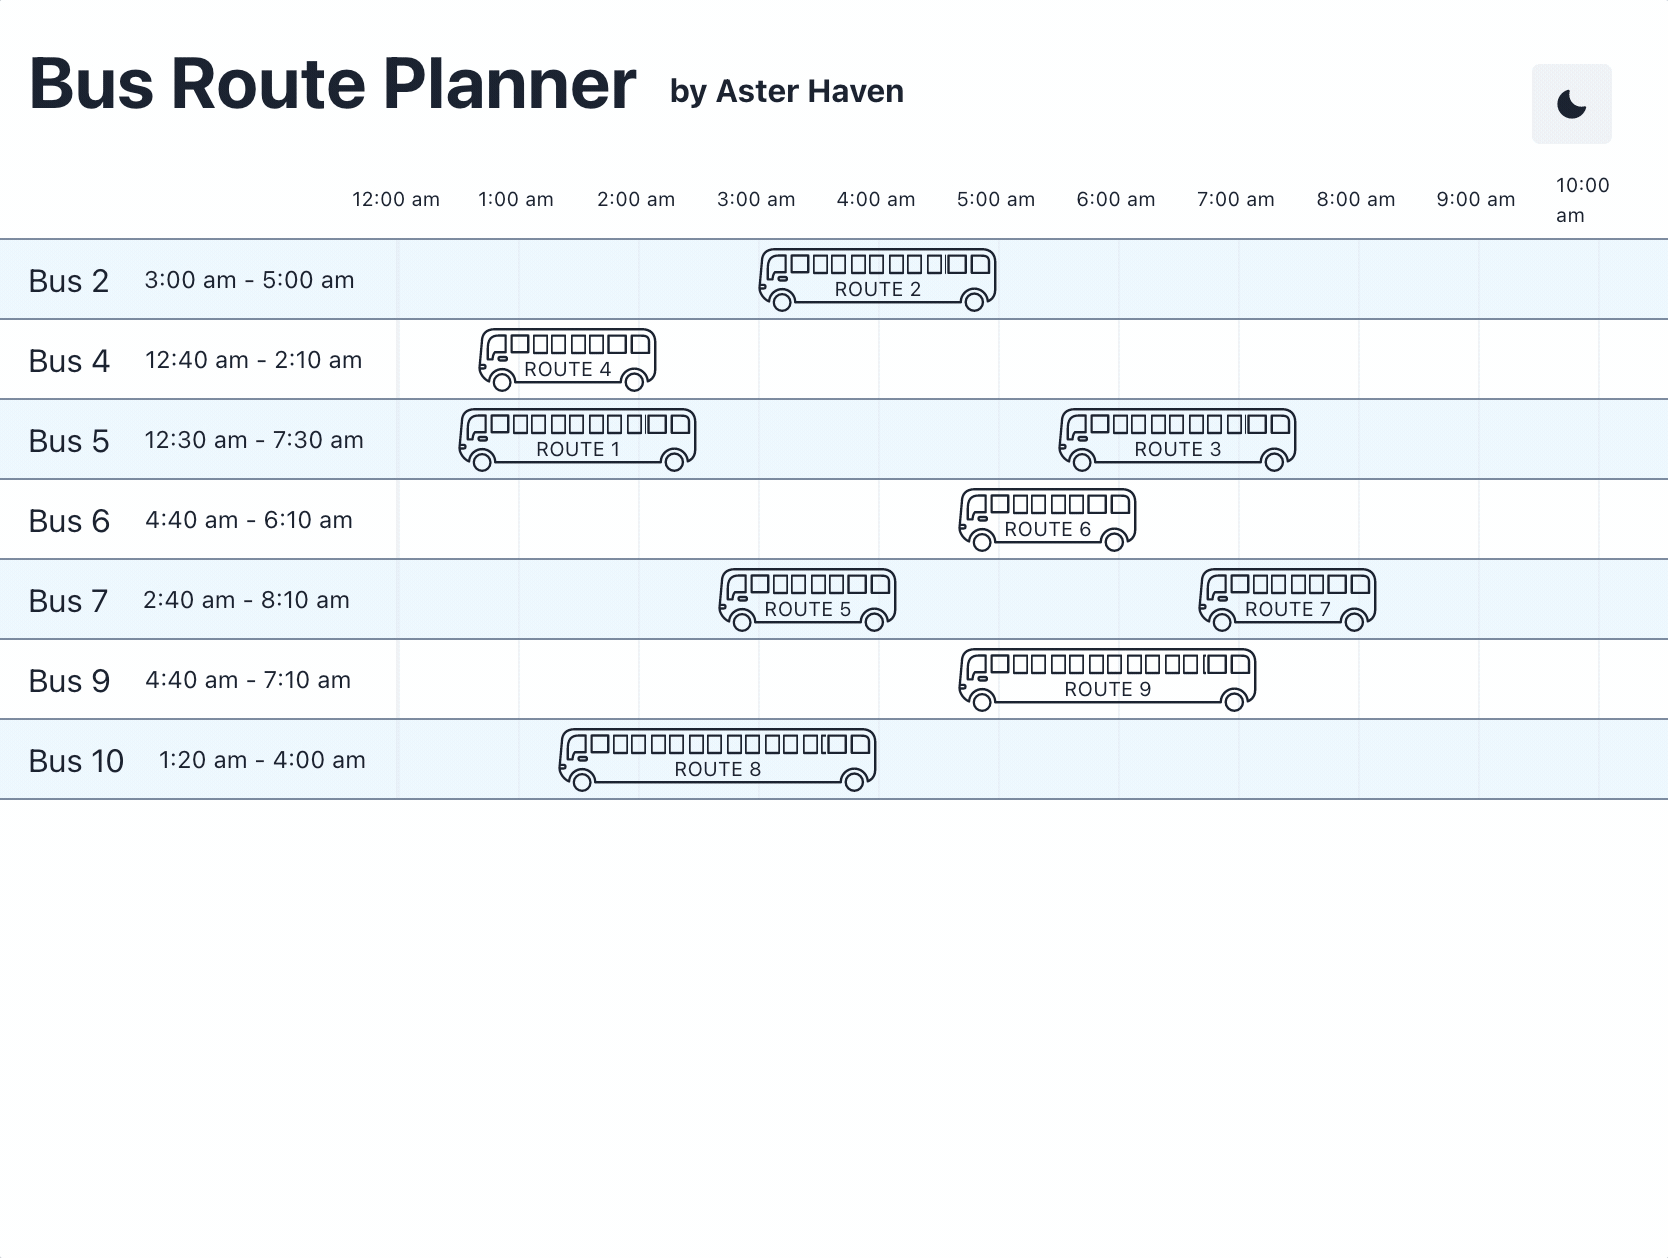 Bus Route Planner by Aster Haven
12:00 am 1:00 am 2:00 am 3:00 am 4:00 am 5:00 am 6:00 am 7:00 am 8:00 am 9:00 am 10:00 am
Bus 2 3:00 am - 5:00 am ROUTE 2
Bus 4 12:40 am - 2:10 am ROUTE 4
Bus 5 12:30 am - 7:30 am ROUTE 1 ROUTE 3
Bus 6 4:40 am - 6:10 am ROUTE 6
Bus 7 2:40 am - 8:10 am ROUTE 5 ROUTE 7
Bus 9 4:40 am - 7:10 am ROUTE 9
Bus 10 1:20 am - 4:00 am ROUTE 8